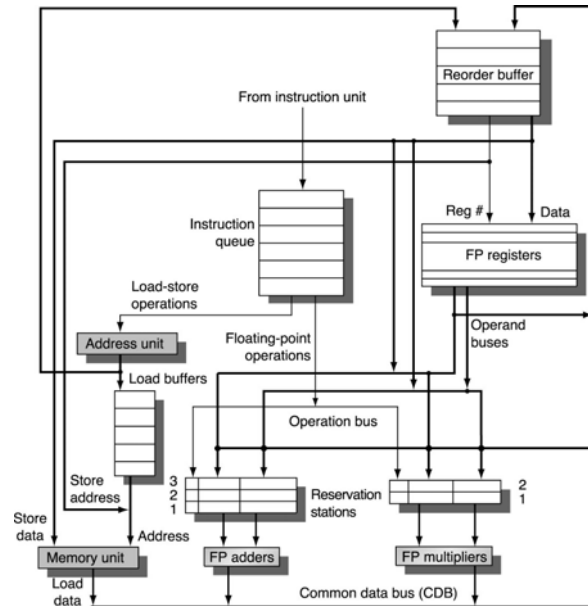 Reorder buffer
From instruction unit
Reg #
Data
Instruction
queue
FP registers
Load-store
operations
Operand
buses
Address unit
Floating-point
operations
Load buffers
Operation bus
3
2
1
2
1
Store
address
Reservation
stations
Store
data
Address
Memory unit
FP adders
FP multipliers
Load
data
Common data bus (CDB)